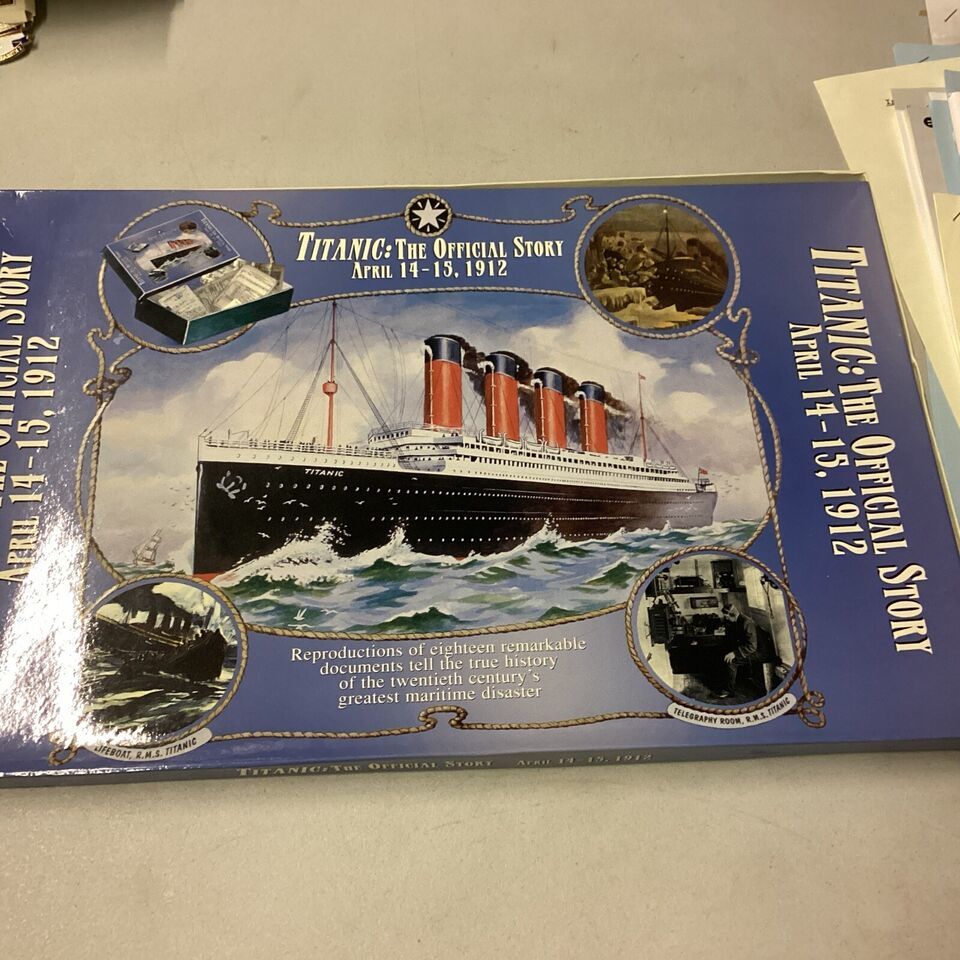 TITANIC: THE OFFICIAL STORY
APRIL 14-15, 1912
TITANIC
Reproductions of eighteen remarkable
documents tell the true history
of the twentieth century's
greatest maritime disaster
LIFEBOAT, R.M.S. TITANIC
TELEGRAPHY ROOM, R.M.S. TITANIC
TITANIC: THE OFFICIAL STORY
APRIL 14-15, 1912
OFFICIAL STORY
APRIL 14-15, 1912
TITANIC: THE OFFICIAL STORY APRIL 14-15, 1912